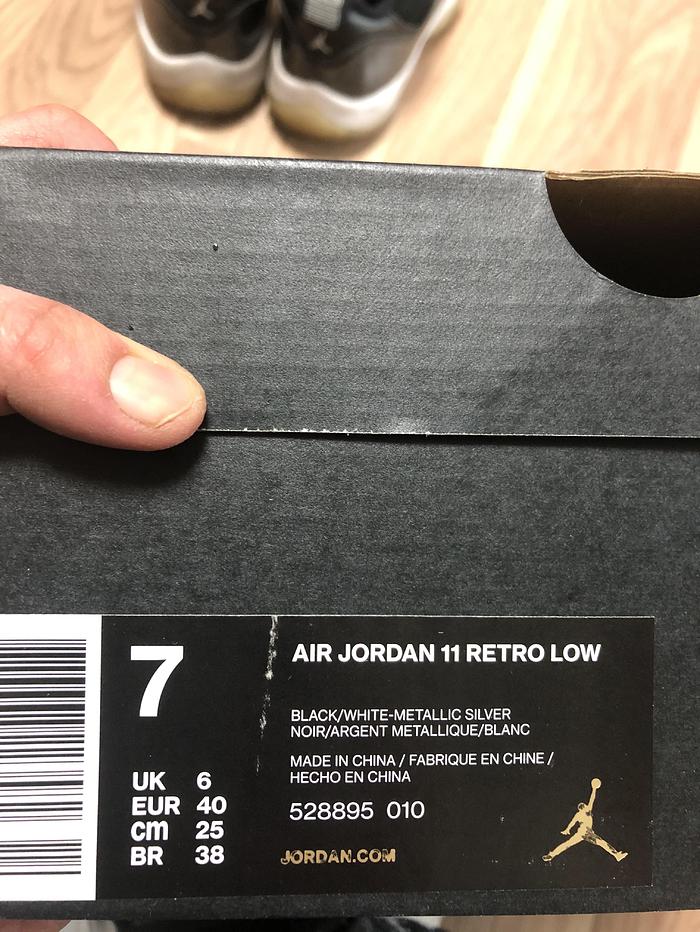 7
UK 6
EUR 40
cm 25
BR 38
AIR JORDAN 11 RETRO LOW
BLACK/WHITE-METALLIC SILVER
NOIR/ARGENT METALLIQUE/BLANC
MADE IN CHINA / FABRIQUE EN CHINE /
HECHO EN CHINA
528895 010
JORDAN.COM